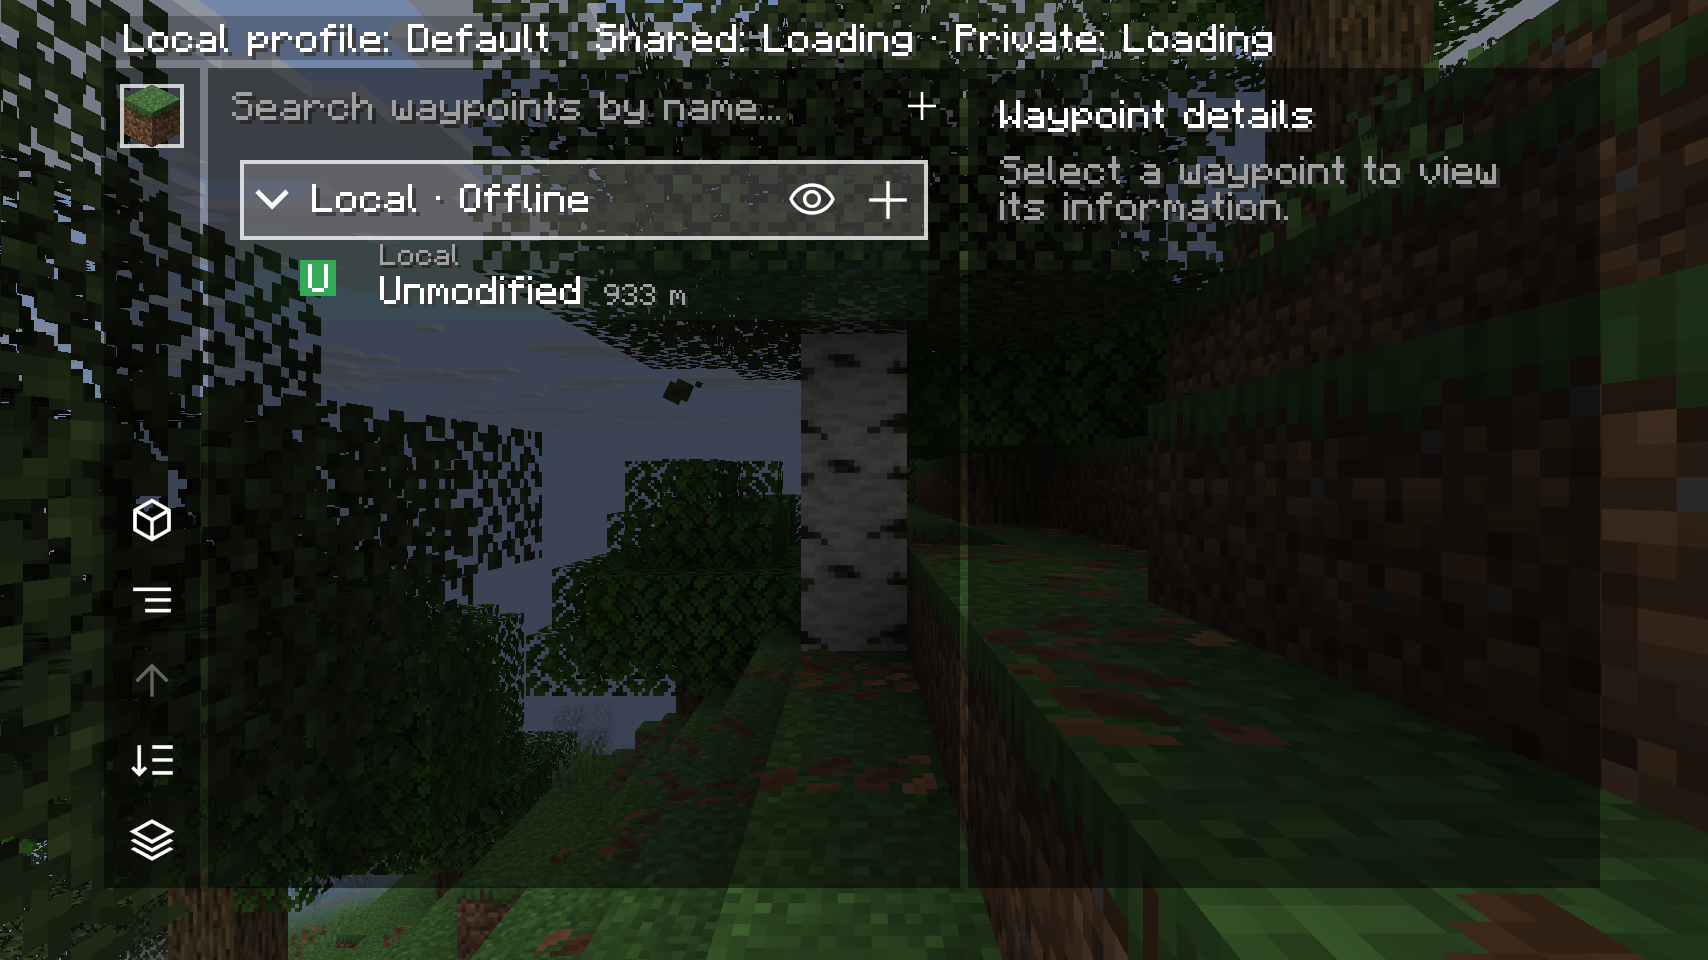 Local profile: Default Shared: Loading · Private: Loading
Search waypoints by name...
Local · Offline
U
Local
Unmodified 933 m
Waypoint details
Select a waypoint to view
its information.